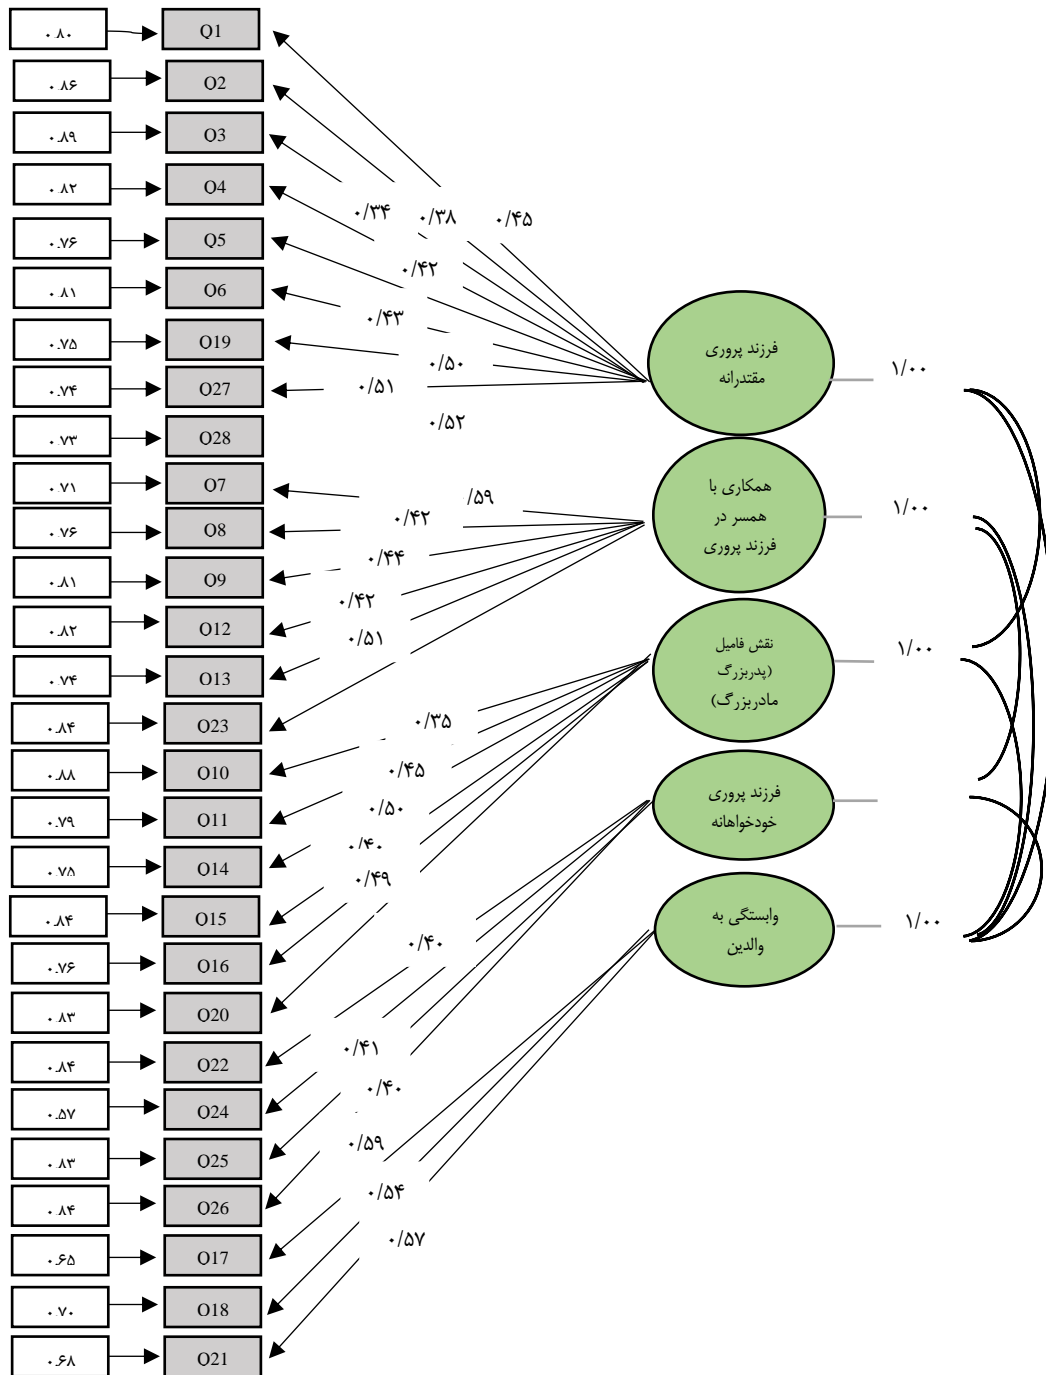 ۰.۸۰ Q1
۰.۸۶ Q2
۰.۸۹ Q3
۰.۸۲ Q4
۰/۳۴ ۰/۳۸ ۰/۴۵
۰.۷۶ Q5
۰/۴۲
۰.۸۱ Q6
۰/۴۳
۰.۷۵ Q19
فرزند پروری
مقتدرانه
۱/۰۰
۰/۵۰
۰.۷۴ Q27
۰/۵۱
۰/۵۲
۰.۷۳ Q28
۰.۷۱ Q7
/۵۹
همکاری با
همسر در
فرزند پروری
۱/۰۰
۰.۷۶ Q8
۰/۴۲
۰/۴۴
۰.۸۱ Q9
۰/۴۲
۰.۸۲ Q12
۰/۵۱
نقش فامیل
(پدربزرگ
مادربزرگ)
۱/۰۰
۰.۷۴ Q13
۰.۸۴ Q23
۰/۳۵
۰.۸۸ Q10
۰/۴۵
۰.۷۹ Q11
۰/۵۰
فرزند پروری
خودخواهانه
۰/۴۰
۰.۷۵ Q14
۰/۴۹
۰.۸۴ Q15
وابستگی به
والدین
۱/۰۰
۰/۴۰
۰.۷۶ Q16
۰.۸۳ Q20
۰/۴۱
۰.۸۴ Q22
۰/۴۰
۰.۵۷ Q24
۰/۵۹
۰.۸۳ Q25
۰/۵۴
۰.۸۴ Q26
۰/۵۷
۰.۶۵ Q17
۰.۷۰ Q18
۰.۶۸ Q21